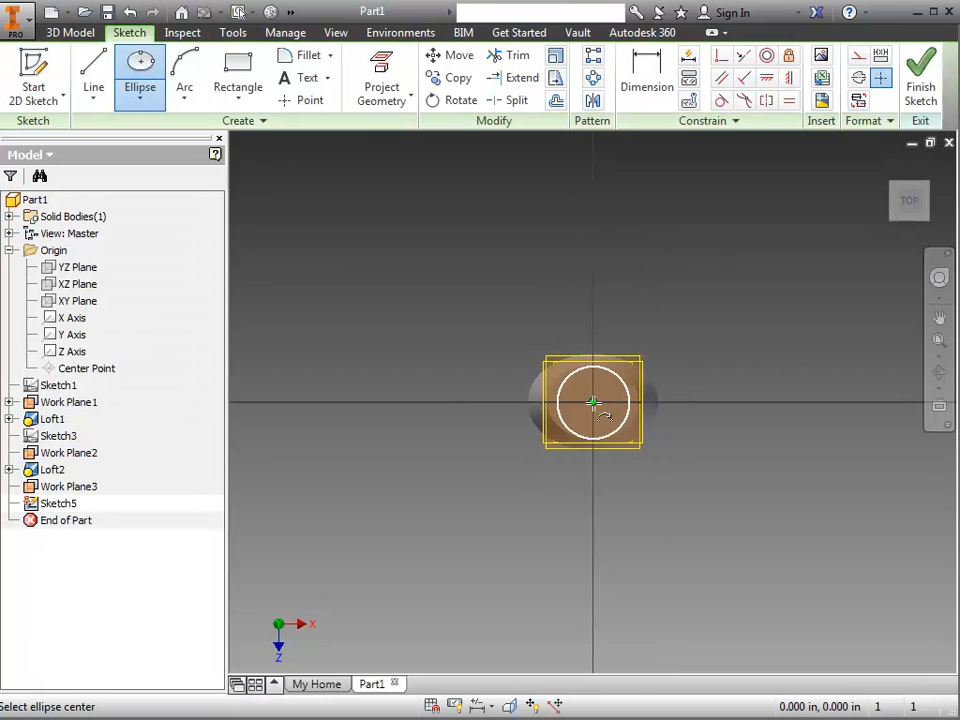 Part1
Sign In
PRO
3D Model
Sketch
Inspect
Tools
Manage
View
Environments
BIM
Get Started
Vault
Autodesk 360
Start
2D Sketch
Line
Ellipse
Arc
Rectangle
Fillet
Text
Point
Project
Geometry
Move
Copy
Rotate
Trim
Extend
Split
Dimension
Finish
Sketch
Sketch
Create
Modify
Pattern
Constrain
Insert
Format
Exit
Model
Part1
Solid Bodies(1)
View: Master
Origin
YZ Plane
XZ Plane
XY Plane
X Axis
Y Axis
Z Axis
Center Point
Sketch1
Work Plane1
Loft1
Sketch3
Work Plane2
Loft2
Work Plane3
Sketch5
End of Part
TOP
X
Z
My Home
Part1
Select ellipse center
0.000 in, 0.000 in
1
1